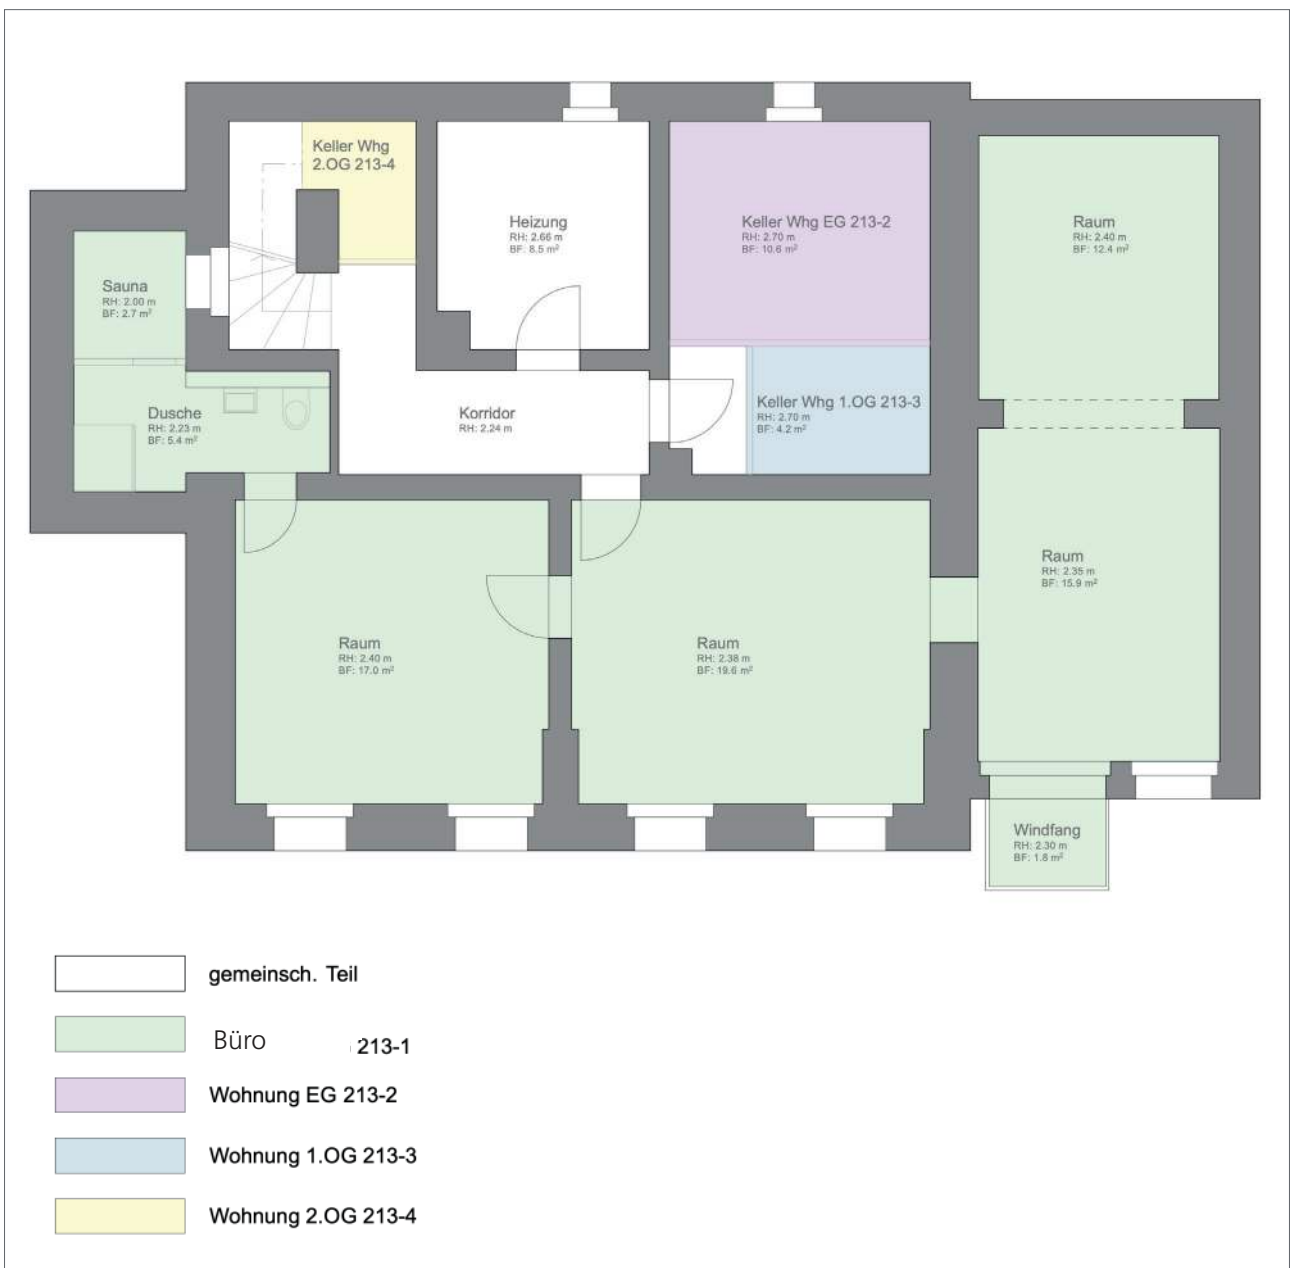 Keller Whg
2.OG 213-4
Heizung
RH: 2.66 m
BF: 8.5 m²
Keller Whg EG 213-2
RH: 2.70 m
BF: 10.6 m²
Raum
RH: 2.40 m
BF: 12.4 m²
Sauna
RH: 2.00 m
BF: 2.7 m²
Dusche
RH: 2.23 m
BF: 5.4 m²
Korridor
RH: 2.24 m
Keller Whg 1.OG 213-3
RH: 2.70 m
BF: 4.2 m²
Raum
RH: 2.35 m
BF: 15.9 m²
Raum
RH: 2.40 m
BF: 17.0 m²
Raum
RH: 2.38 m
BF: 19.6 m²
Windfang
RH: 2.30 m
BF: 1.8 m²
gemeinsch. Teil
Büro 213-1
Wohnung EG 213-2
Wohnung 1.OG 213-3
Wohnung 2.OG 213-4